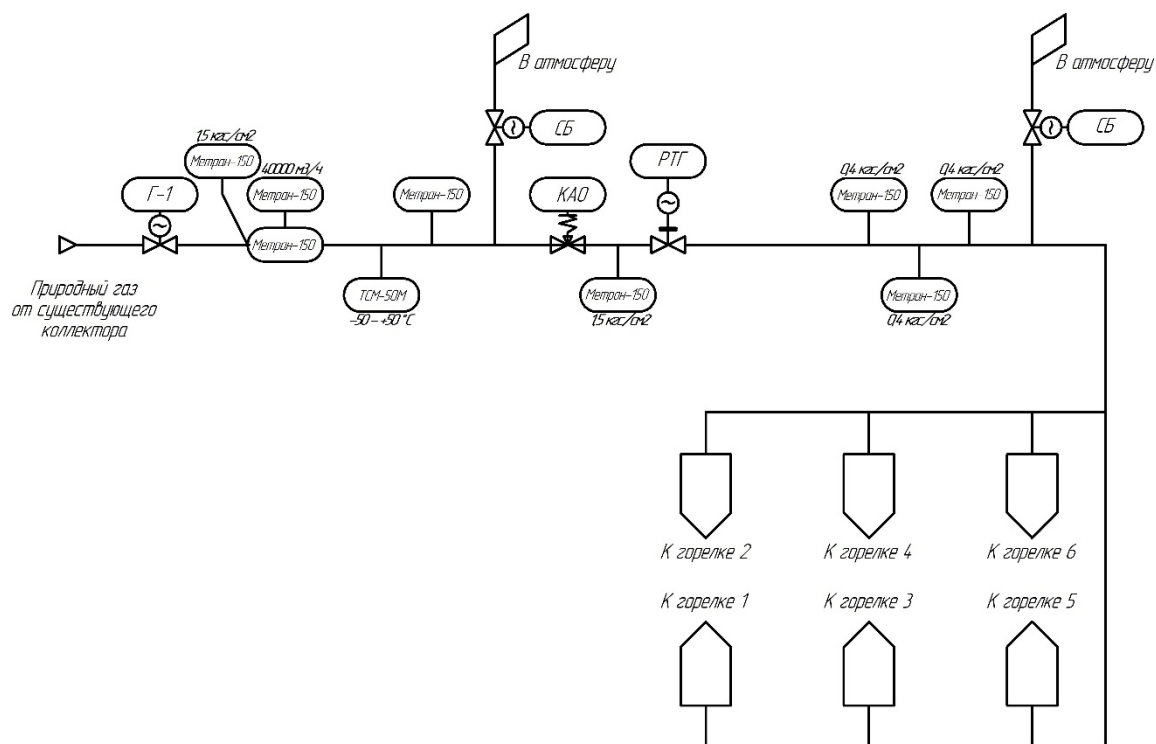 В атмосферу
В атмосферу
СБ
СБ
1,5 кгс/см2
Метран-150
40000 м3/ч
Метран-150
Г-1
Метран-150
Метран-150
КАО
РТГ
0,4 кгс/см2
Метран-150
0,4 кгс/см2
Метран-150
Природный газ
от существующего
коллектора
ТСМ-50М
-50 – +50 °С
Метран-150
1,5 кгс/см2
Метран-150
0,4 кгс/см2
К горелке 2
К горелке 4
К горелке 6
К горелке 1
К горелке 3
К горелке 5